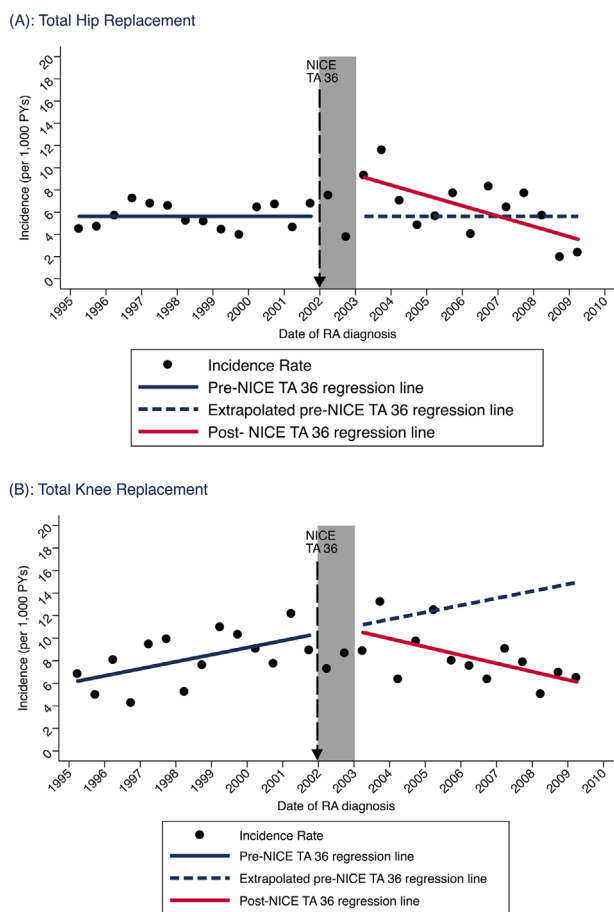 (A): Total Hip Replacement
NICE
TA 36
20
18
16
14
12
10
8
6
4
2
0
Incidence (per 1,000 PYs)
1995 1996 1997 1998 1999 2000 2001 2002 2003 2004 2005 2006 2007 2008 2009 2010
Date of RA diagnosis
Incidence Rate
Pre-NICE TA 36 regression line
Extrapolated pre-NICE TA 36 regression line
Post- NICE TA 36 regression line
(B): Total Knee Replacement
NICE
TA 36
20
18
16
14
12
10
8
6
4
2
0
Incidence (per 1,000 PYs)
1995 1996 1997 1998 1999 2000 2001 2002 2003 2004 2005 2006 2007 2008 2009 2010
Date of RA diagnosis
Incidence Rate
Pre-NICE TA 36 regression line
Extrapolated pre-NICE TA 36 regression line
Post-NICE TA 36 regression line